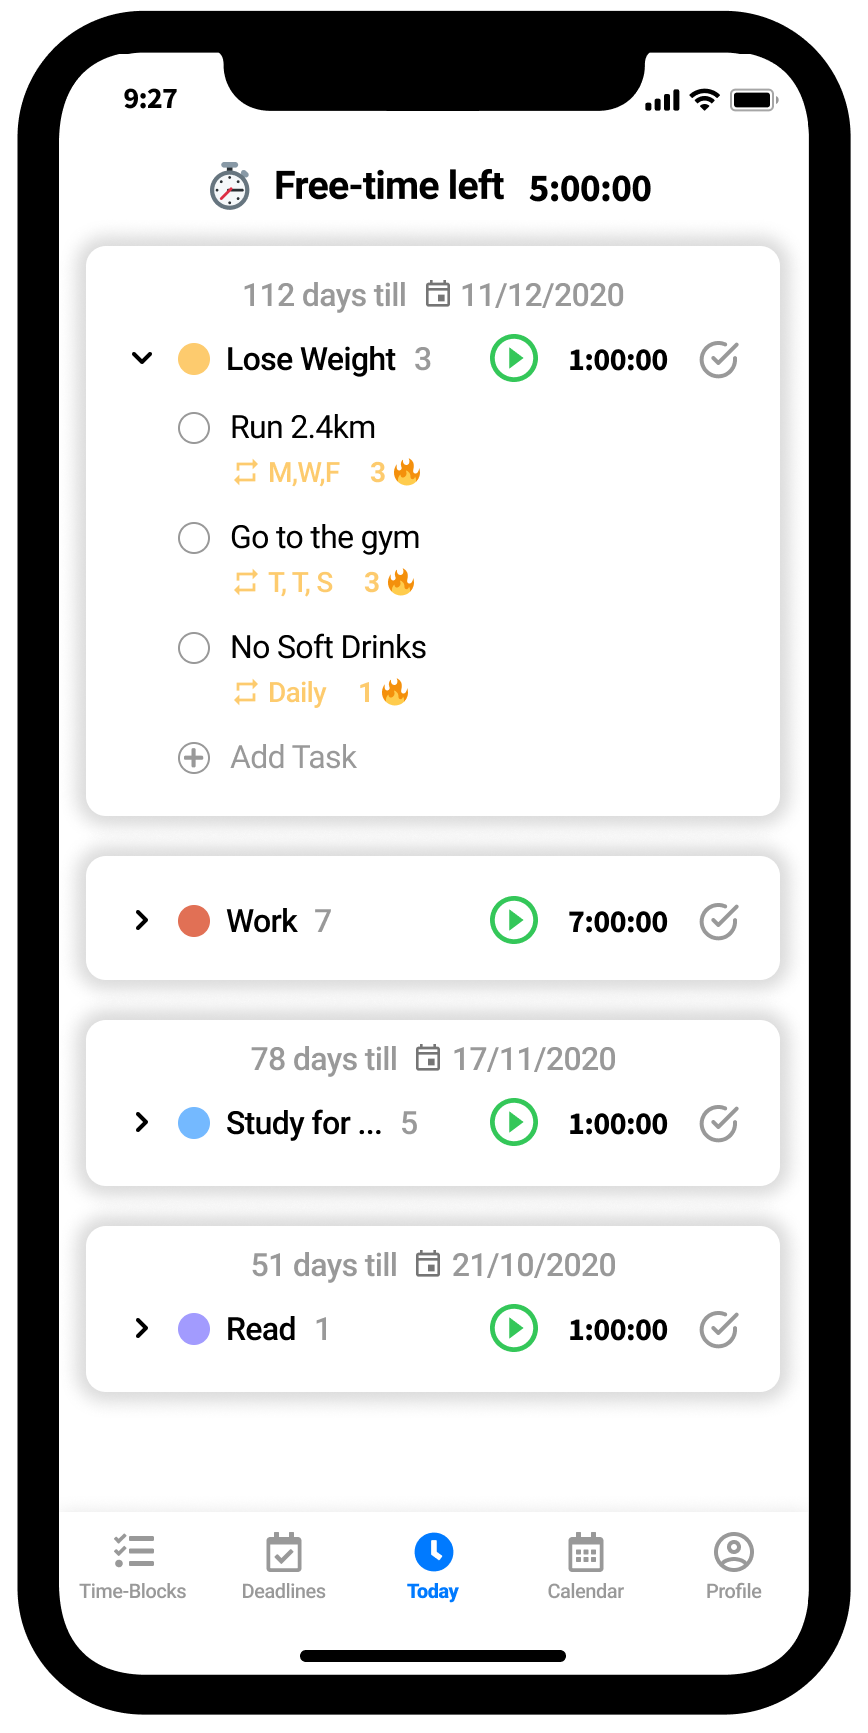 9:27
Free-time left 5:00:00
112 days till 11/12/2020
Lose Weight 3 1:00:00
Run 2.4km
M,W,F 3
Go to the gym
T, T, S 3
No Soft Drinks
Daily 1
Add Task
Work 7 7:00:00
78 days till 17/11/2020
Study for ... 5 1:00:00
51 days till 21/10/2020
Read 1 1:00:00
Time-Blocks Deadlines Today Calendar Profile